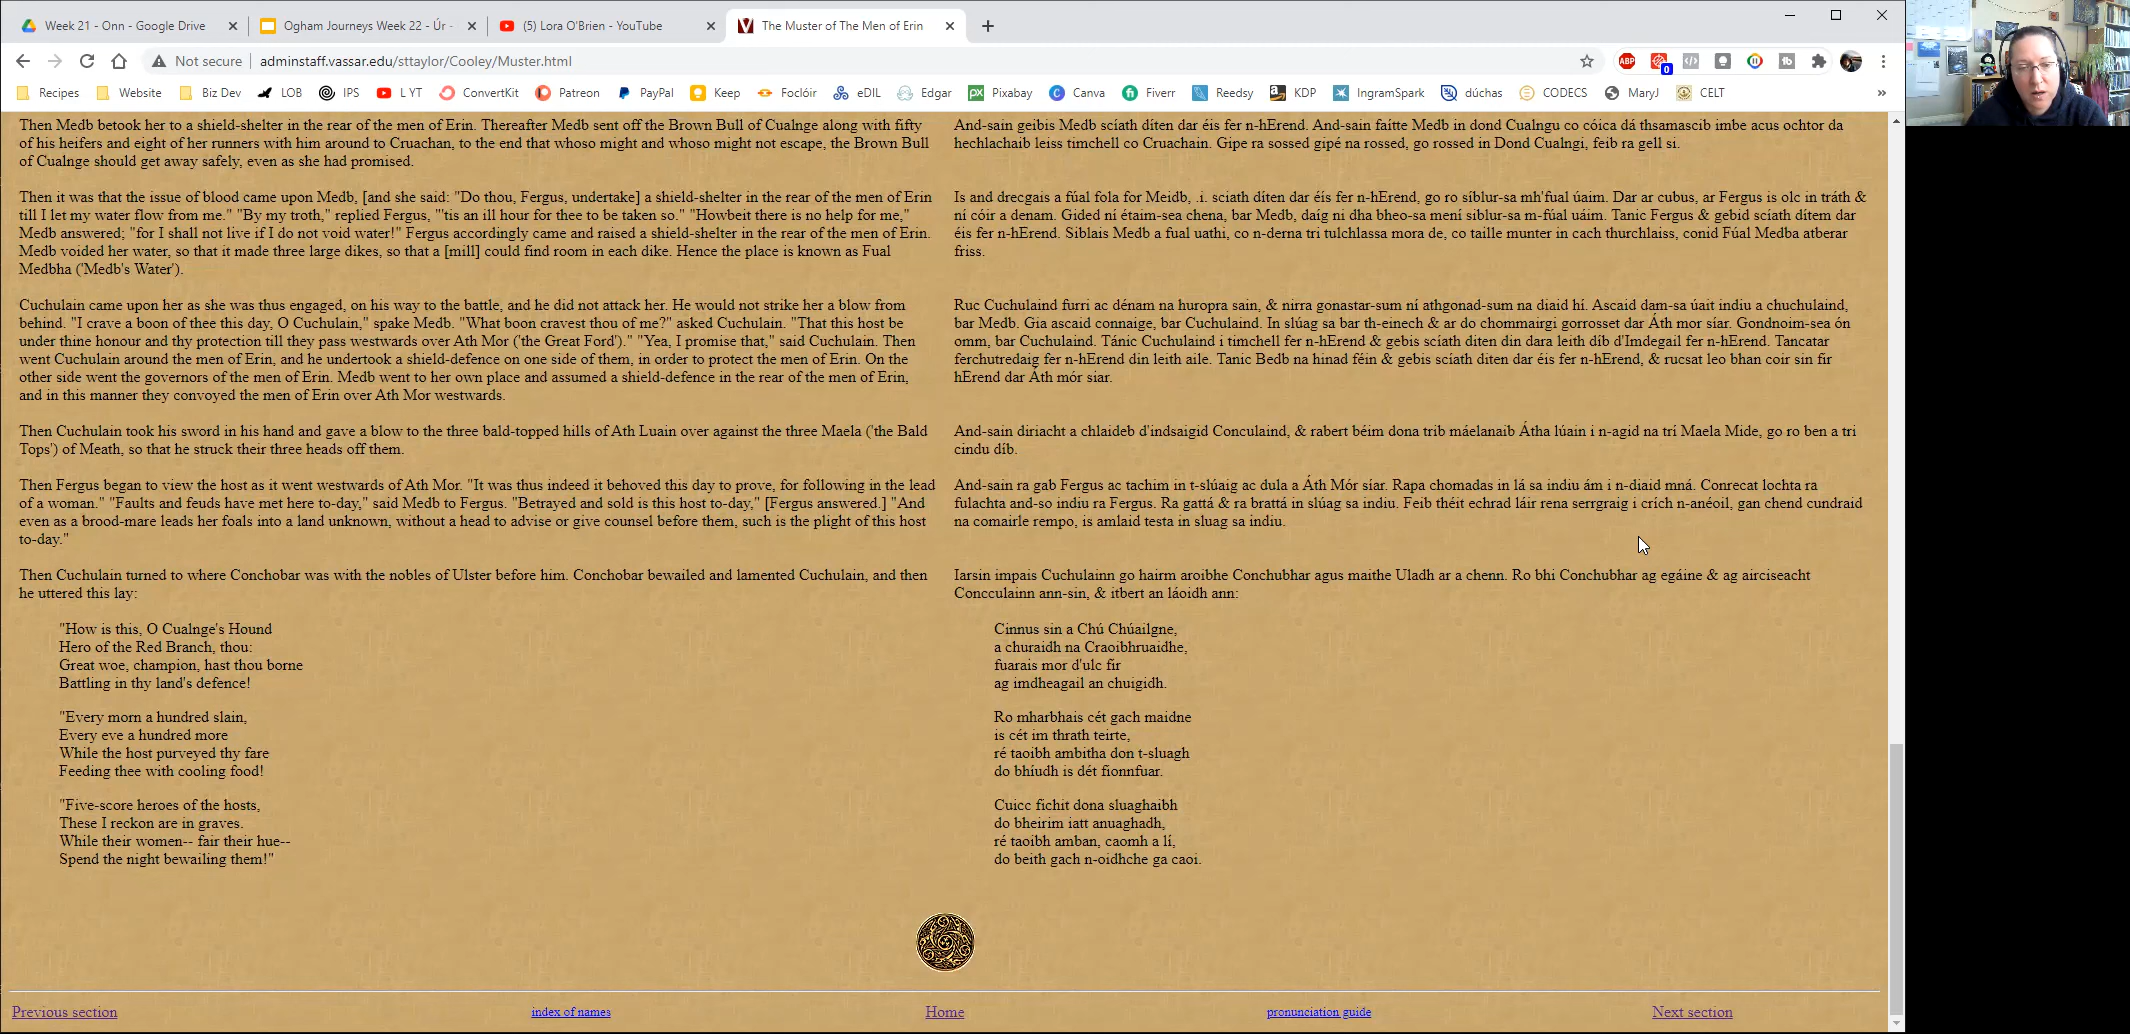 Week 21 - Onn - Google Drive
Ogham Journeys Week 22 - Úr -
(5) Lora O'Brien - YouTube
The Muster of The Men of Erin
Not secure
adminstaff.vassar.edu/sttaylor/Cooley/Muster.html
ABP
0
Recipes
Website
Biz Dev
LOB
IPS
L YT
ConvertKit
Patreon
PayPal
Keep
Foclóir
eDIL
Edgar
Pixabay
Canva
Fiverr
Reedsy
KDP
IngramSpark
dúchas
CODECS
MaryJ
CELT
Then Medb betook her to a shield-shelter in the rear of the men of Erin. Thereafter Medb sent off the Brown Bull of Cualnge along with fifty
of his heifers and eight of her runners with him around to Cruachan, to the end that whoso might and whoso might not escape, the Brown Bull
of Cualnge should get away safely, even as she had promised.
Then it was that the issue of blood came upon Medb, [and she said: "Do thou, Fergus, undertake] a shield-shelter in the rear of the men of Erin
till I let my water flow from me." "By my troth," replied Fergus, "'tis an ill hour for thee to be taken so." "Howbeit there is no help for me,"
Medb answered; "for I shall not live if I do not void water!" Fergus accordingly came and raised a shield-shelter in the rear of the men of Erin.
Medb voided her water, so that it made three large dikes, so that a [mill] could find room in each dike. Hence the place is known as Fual
Medbha ('Medb's Water').
Cuchulain came upon her as she was thus engaged, on his way to the battle, and he did not attack her. He would not strike her a blow from
behind. "I crave a boon of thee this day, O Cuchulain," spake Medb. "What boon cravest thou of me?" asked Cuchulain. "That this host be
under thine honour and thy protection till they pass westwards over Ath Mor ('the Great Ford')." "Yea, I promise that," said Cuchulain. Then
went Cuchulain around the men of Erin, and he undertook a shield-defence on one side of them, in order to protect the men of Erin. On the
other side went the governors of the men of Erin. Medb went to her own place and assumed a shield-defence in the rear of the men of Erin,
and in this manner they convoyed the men of Erin over Ath Mor westwards.
Then Cuchulain took his sword in his hand and gave a blow to the three bald-topped hills of Ath Luain over against the three Maela ('the Bald
Tops') of Meath, so that he struck their three heads off them.
Then Fergus began to view the host as it went westwards of Ath Mor. "It was thus indeed it behoved this day to prove, for following in the lead
of a woman." "Faults and feuds have met here to-day," said Medb to Fergus. "Betrayed and sold is this host to-day," [Fergus answered.] "And
even as a brood-mare leads her foals into a land unknown, without a head to advise or give counsel before them, such is the plight of this host
to-day."
Then Cuchulain turned to where Conchobar was with the nobles of Ulster before him. Conchobar bewailed and lamented Cuchulain, and then
he uttered this lay:
"How is this, O Cualnge's Hound
Hero of the Red Branch, thou:
Great woe, champion, hast thou borne
Battling in thy land's defence!
"Every morn a hundred slain,
Every eve a hundred more
While the host purveyed thy fare
Feeding thee with cooling food!
"Five-score heroes of the hosts,
These I reckon are in graves.
While their women-- fair their hue--
Spend the night bewailing them!"
And-sain geibis Medb scíath díten dar éis fer n-hErend. And-sain faítte Medb in dond Cualngu co cóica dá thsamascib imbe acus ochtor da
hechlachaib leiss timchell co Cruachain. Gipe ra sossed gipé na rossed, go rossed in Dond Cualngi, feib ra gell si.
Is and drecgais a fúal fola for Meidb, .i. sciath díten dar éís fer n-hErend, go ro síblur-sa mh'fual úaim. Dar ar cubus, ar Fergus is olc in tráth &
ní cóir a denam. Gided ní étaim-sea chena, bar Medb, daíg ni dha bheo-sa mení siblur-sa m-fúal uáim. Tanic Fergus & gebid scíath dítem dar
éis fer n-hErend. Siblais Medb a fual uathi, co n-derna tri tulchlassa mora de, co taille munter in cach thurchlaiss, conid Fúal Medba atberar
friss.
Ruc Cuchulaind furri ac dénam na huropra sain, & nirra gonastar-sum ní athgonad-sum na diaid hí. Ascaid dam-sa úait indiu a chuchulaind,
bar Medb. Gia ascaid connaige, bar Cuchulaind. In slúag sa bar th-einech & ar do chommairgi gorrosset dar Áth mor síar. Gondnoim-sea ón
omm, bar Cuchulaind. Tánic Cuchulaind i timchell fer n-hErend & gebis scíath diten din dara leith díb d'Imdegail fer n-hErend. Tancatar
ferchutredaig fer n-hErend din leith aile. Tanic Bedb na hinad féin & gebis scíath diten dar éis fer n-hErend, & rucsat leo bhan coir sin fír
hErend dar Áth mór siar.
And-sain diriacht a chlaideb d'indsaigid Conculaind, & rabert béim dona trib máelanaib Átha lúain i n-agid na trí Maela Mide, go ro ben a tri
cindu díb.
And-sain ra gab Fergus ac tachim in t-slúaig ac dula a Áth Mór síar. Rapa chomadas in lá sa indiu ám i n-diaid mná. Conrecat lochta ra
fulachta and-so indiu ra Fergus. Ra gattá & ra brattá in slúag sa indiu. Feib théit echrad láir rena serrgraig i crích n-anéoil, gan chend cundraid
na comairle rempo, is amlaid testa in sluag sa indiu.
Iarsin impais Cuchulainn go hairm aroibhe Conchubhar agus maithe Uladh ar a chenn. Ro bhi Conchubhar ag egáine & ag airciseacht
Concculainn ann-sin, & itbert an láoidh ann:
Cinnus sin a Chú Chúailgne,
a churaidh na Craoibhruaidhe,
fuarais mor d'ulc fír
ag imdheagail an chuigidh.
Ro mharbhais cét gach maidne
is cét im thrath teirte,
ré taoibh ambitha don t-sluagh
do bhíudh is dét fionnfuar.
Cuicc fichit dona sluaghaibh
do bheirim iatt anuaghadh,
ré taoibh amban, caomh a lí,
do beith gach n-oidhche ga caoi.
Previous section
index of names
Home
pronunciation guide
Next section